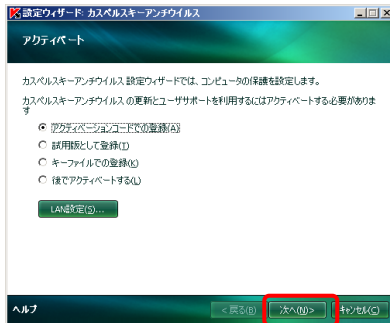 設定ウィザード: カスペルスキーアンチウイルス
アクティベート
カスペルスキーアンチウイルス 設定ウィザードでは、コンピュータの保護を設定します。
カスペルスキーアンチウイルス の更新とユーザサポートを利用するにはアクティベートする必要がありま
す
アクティベーションコードでの登録(A)
試用版として登録(T)
キーファイルでの登録(K)
後でアクティベートする(L)
LAN設定(S)...
ヘルプ
< 戻る(B)
次へ(N)>
キャンセル(C)